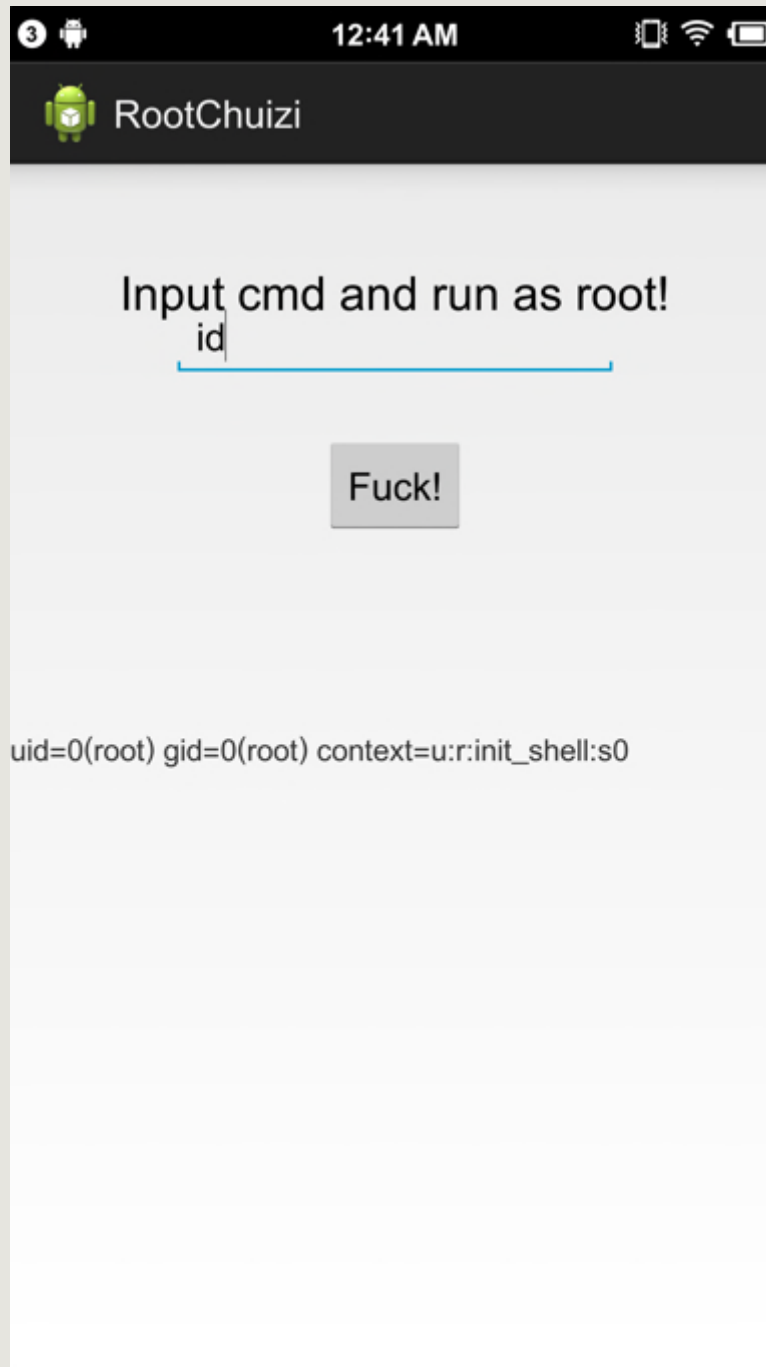 3 12:41 AM
RootChuizi
Input cmd and run as root!
id
Fuck!
uid=0(root) gid=0(root) context=u:r:init_shell:s0